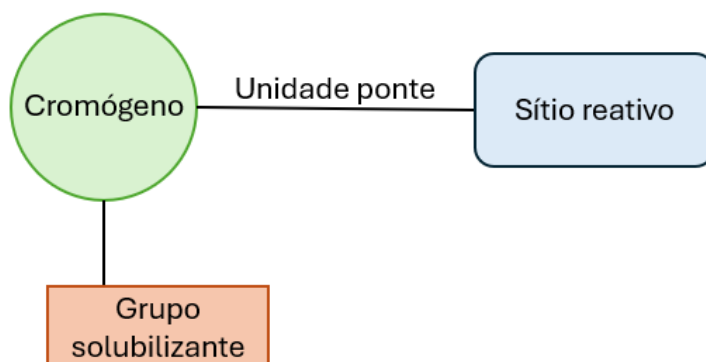 Cromógeno
Unidade ponte
Sítio reativo
Grupo
solubilizante